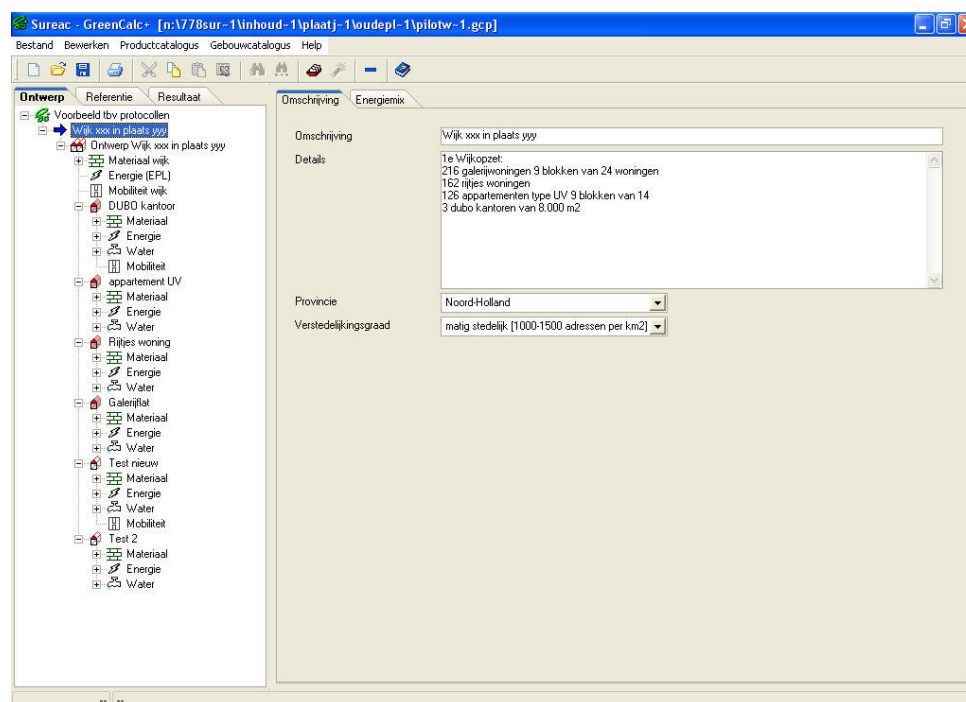 Sureac - GreenCalc+ [n:\778sur~1\inhoud~1\plaatj~1\oudepl~1\pilotw~1.gcp]
Bestand Bewerken Productcatalogus Gebouwcatalogus Help
Ontwerp Referentie Resultaat
Voorbeeld tbv protocollen
Wijk xxx in plaats yyy
Ontwerp Wijk xxx in plaats yyy
Materiaal wijk
Energie (EPL)
Mobiliteit wijk
DUBO kantoor
Materiaal
Energie
Water
Mobiliteit
appartement UV
Materiaal
Energie
Water
Rijtjes woning
Materiaal
Energie
Water
Galerijflat
Materiaal
Energie
Water
Test nieuw
Materiaal
Energie
Water
Mobiliteit
Test 2
Materiaal
Energie
Water
Omschrijving Energiemix
Omschrijving Wijk xxx in plaats yyy
Details 1e Wijkopzet:
216 galerijwoningen 9 blokken van 24 woningen
162 rijtjes woningen
126 appartementen type UV 9 blokken van 14
3 dubo kantoren van 8.000 m2
Provincie Noord-Holland
Verstedelijkingsgraad matig stedelijk [1000-1500 adressen per km2]